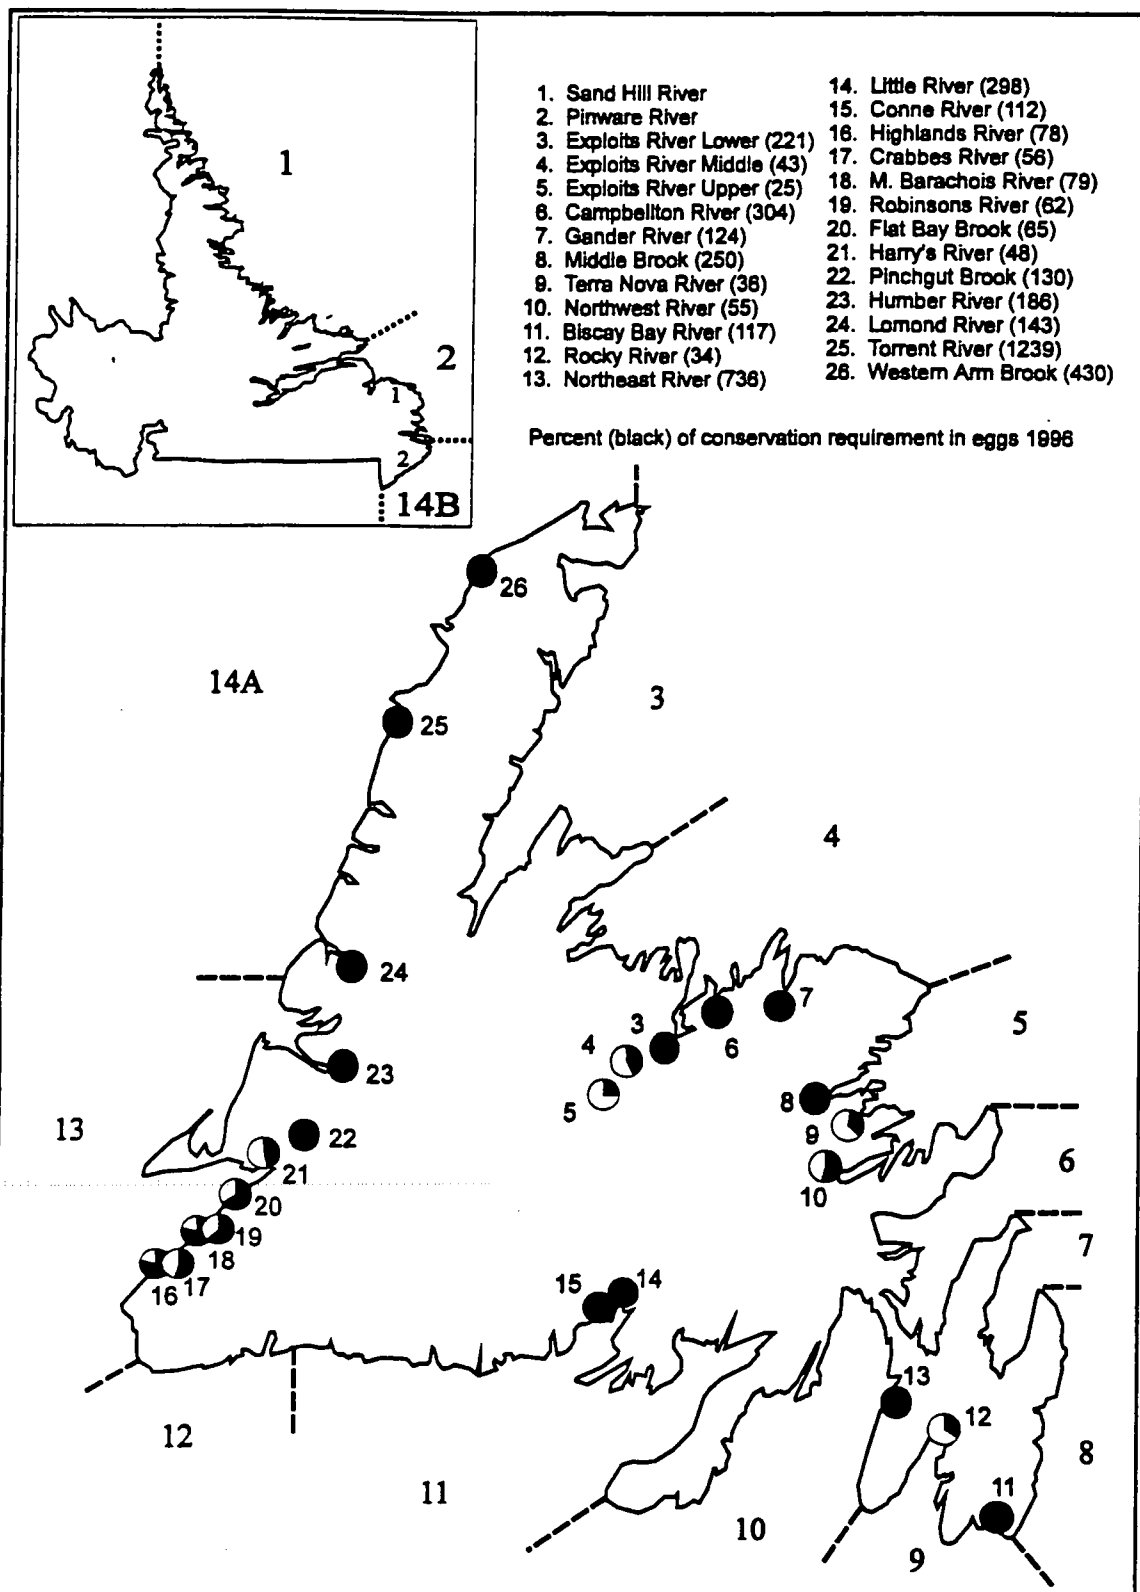 1
2
1
2
14B
1. Sand Hill River
2. Pinware River
3. Exploits River Lower (221)
4. Exploits River Middle (43)
5. Exploits River Upper (25)
6. Campbellton River (304)
7. Gander River (124)
8. Middle Brook (250)
9. Terra Nova River (36)
10. Northwest River (55)
11. Biscay Bay River (117)
12. Rocky River (34)
13. Northeast River (736)
14. Little River (298)
15. Conne River (112)
16. Highlands River (78)
17. Crabbes River (56)
18. M. Barachois River (79)
19. Robinsons River (62)
20. Flat Bay Brook (65)
21. Harry's River (48)
22. Pinchgut Brook (130)
23. Humber River (186)
24. Lomond River (143)
25. Torrent River (1239)
26. Western Arm Brook (430)
Percent (black) of conservation requirement in eggs 1996
26
14A
3
25
4
24
7
3
6
5
4
23
5
8
13
22
9
21
6
10
20
19
7
18
17
16
15
14
13
12
12
8
11
11
10
9